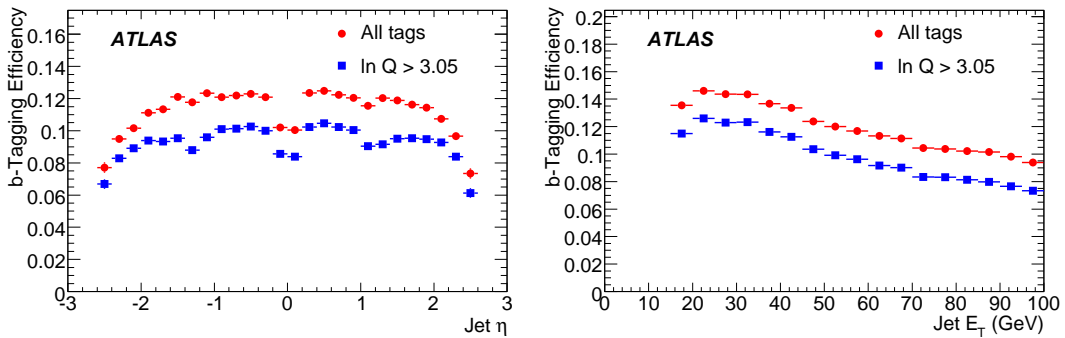 b-Tagging Efficiency
0.16
0.14
0.12
0.1
0.08
0.06
0.04
0.02
0
ATLAS
All tags
ln Q > 3.05
-3 -2 -1 0 1 2 3
Jet η
b-Tagging Efficiency
0.2
0.18
0.16
0.14
0.12
0.1
0.08
0.06
0.04
0.02
0
ATLAS
All tags
ln Q > 3.05
0 10 20 30 40 50 60 70 80 90 100
Jet E_T (GeV)